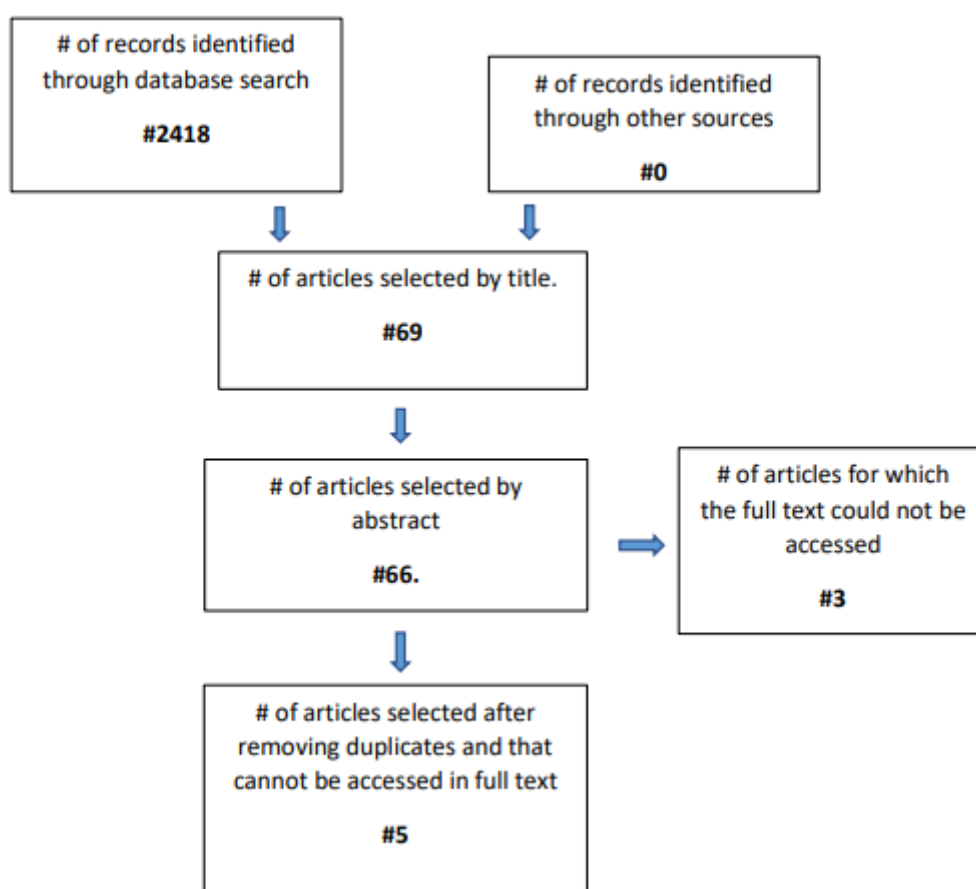 # of records identified
through database search
#2418
# of records identified
through other sources
#0
# of articles selected by title.
#69
# of articles selected by
abstract
#66.
# of articles for which
the full text could not be
accessed
#3
# of articles selected after
removing duplicates and that
cannot be accessed in full text
#5